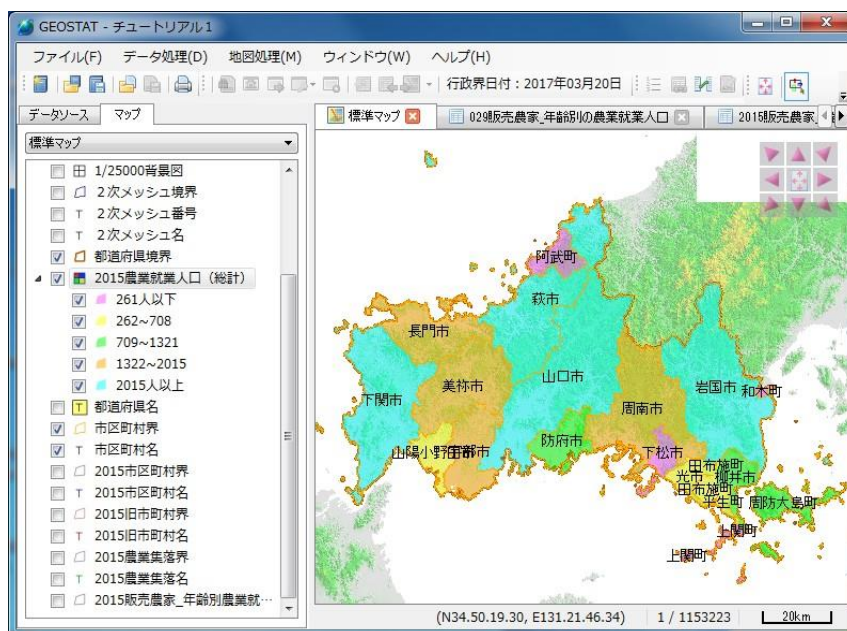 GEOSTAT - チュートリアル1
ファイル(F) データ処理(D) 地図処理(M) ウィンドウ(W) ヘルプ(H)
行政界日付:2017年03月20日
データソース マップ
標準マップ 029販売農家_年齢別の農業就業人口 2015販売農家_
標準マップ
1/25000背景図
2次メッシュ境界
2次メッシュ番号
2次メッシュ名
都道府県境界
2015農業就業人口(総計)
261人以下
262~708
709~1321
1322~2015
2015人以上
都道府県名
市区町村界
市区町村名
2015市区町村界
2015市区町村名
2015旧市町村界
2015旧市町村名
2015農業集落界
2015農業集落名
2015販売農家_年齢別農業就…
阿武町
萩市
長門市
美祢市
山口市
下関市
岩国市
和木町
周南市
防府市
山陽小野田市
宇部市
下松市
田布施町
光市
柳井市
田布施町
平生町
周防大島町
上関町
上関町
(N34.50.19.30, E131.21.46.34) 1 / 1153223 20km